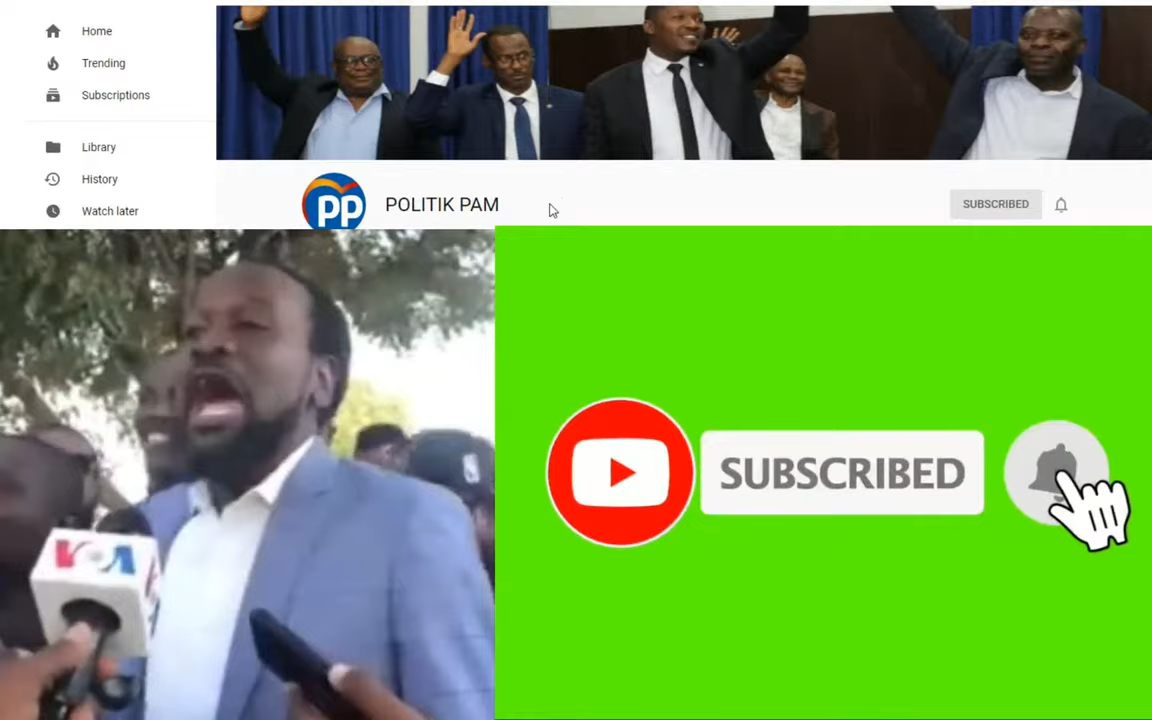 Home
Trending
Subscriptions
Library
History
Watch later
pp
POLITIK PAM
SUBSCRIBED
VOA
SUBSCRIBED